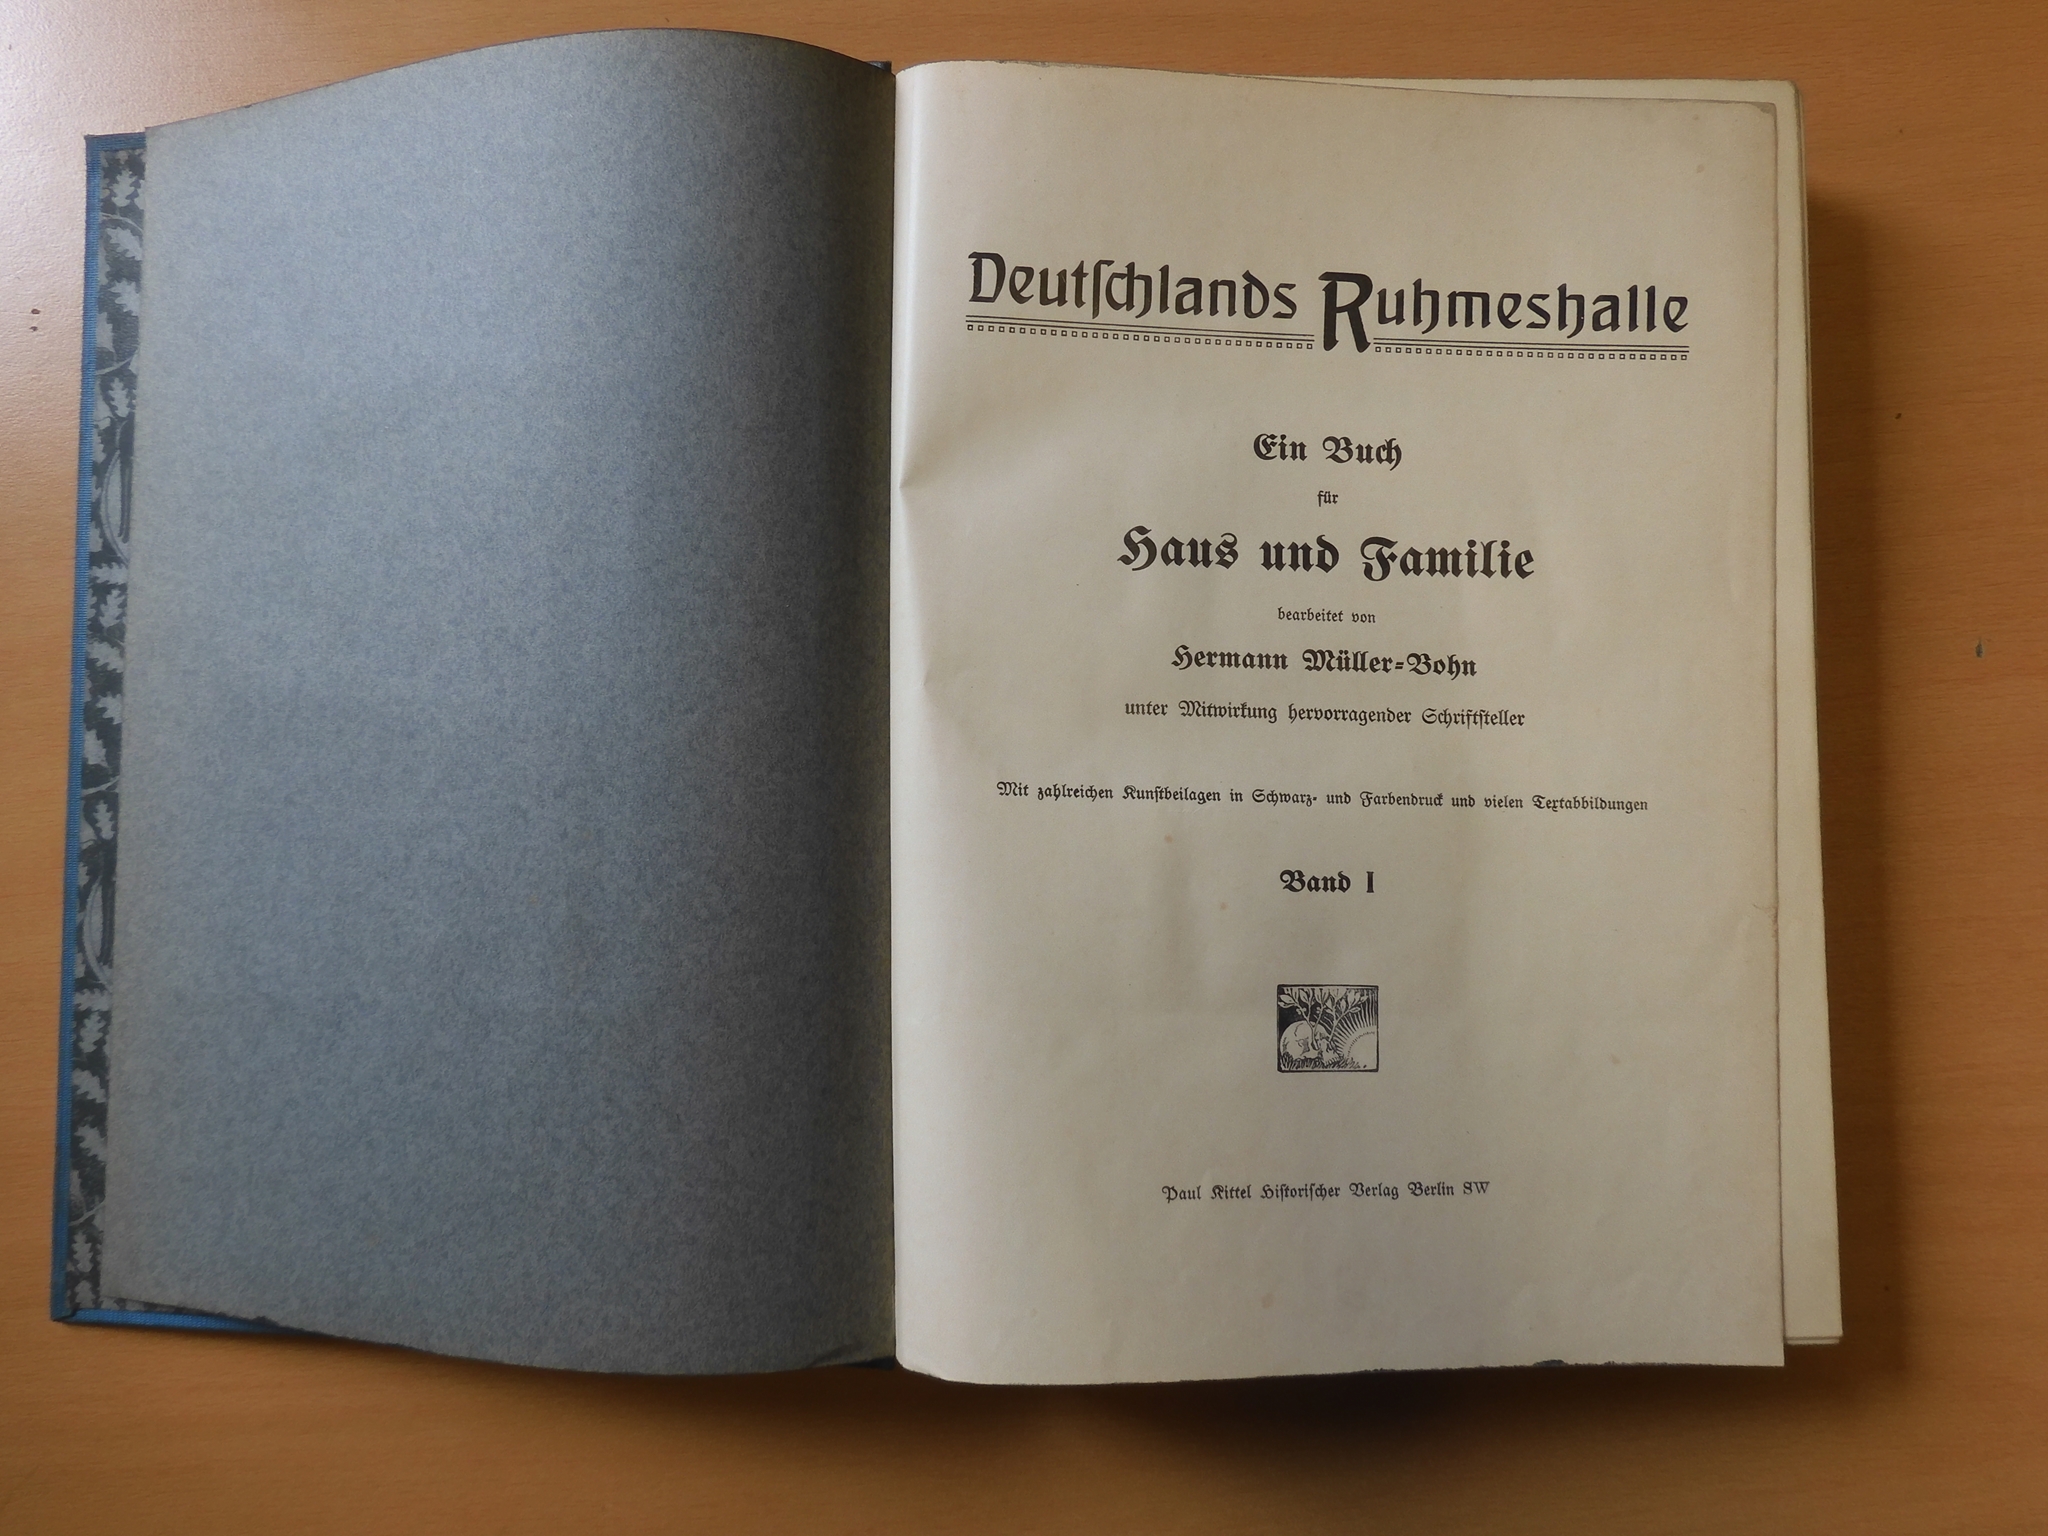 Deutſchlands Ruhmeshalle
Ein Buch
für
Haus und Familie
bearbeitet von
Hermann Müller-Bohn
unter Mitwirkung hervorragender Schriftſteller
Mit zahlreichen Kunſtbeilagen in Schwarz- und Farbendruck und vielen Textabbildungen
Band I
Paul Kittel Hiſtoriſcher Verlag Berlin SW